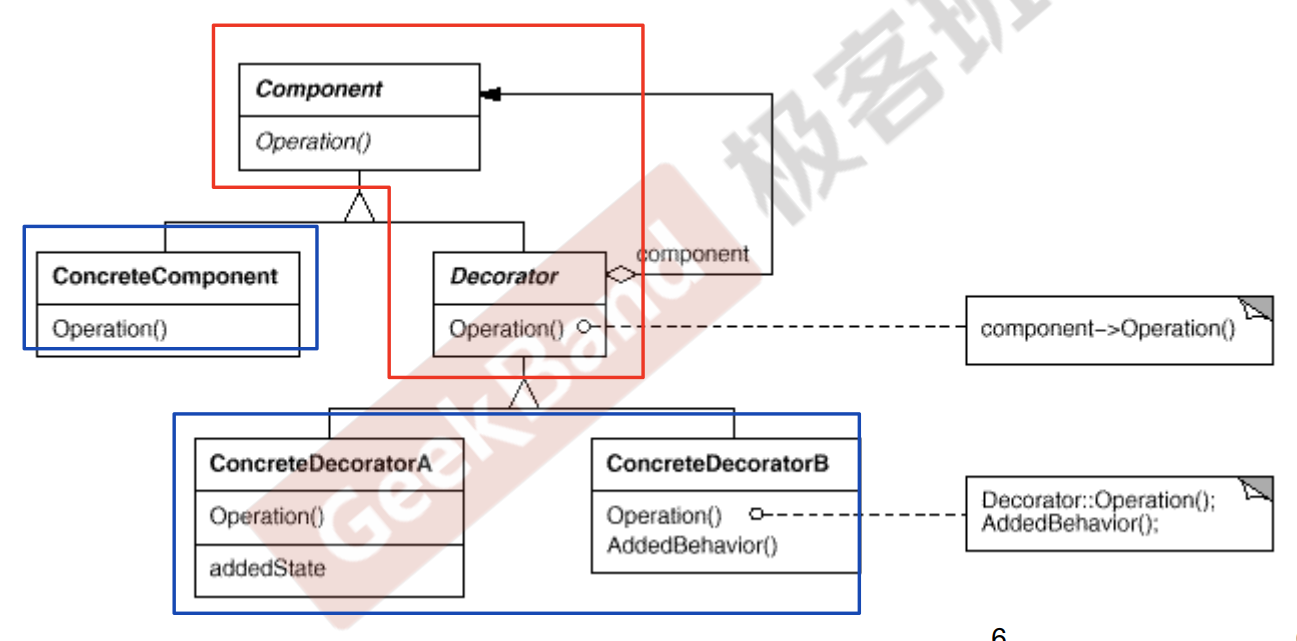 极客班
Component
Operation()
component
ConcreteComponent
Operation()
Decorator
Operation()
component–>Operation()
GeekBand
ConcreteDecoratorA
Operation()
addedState
ConcreteDecoratorB
Operation()
AddedBehavior()
Decorator::Operation();
AddedBehavior();
6